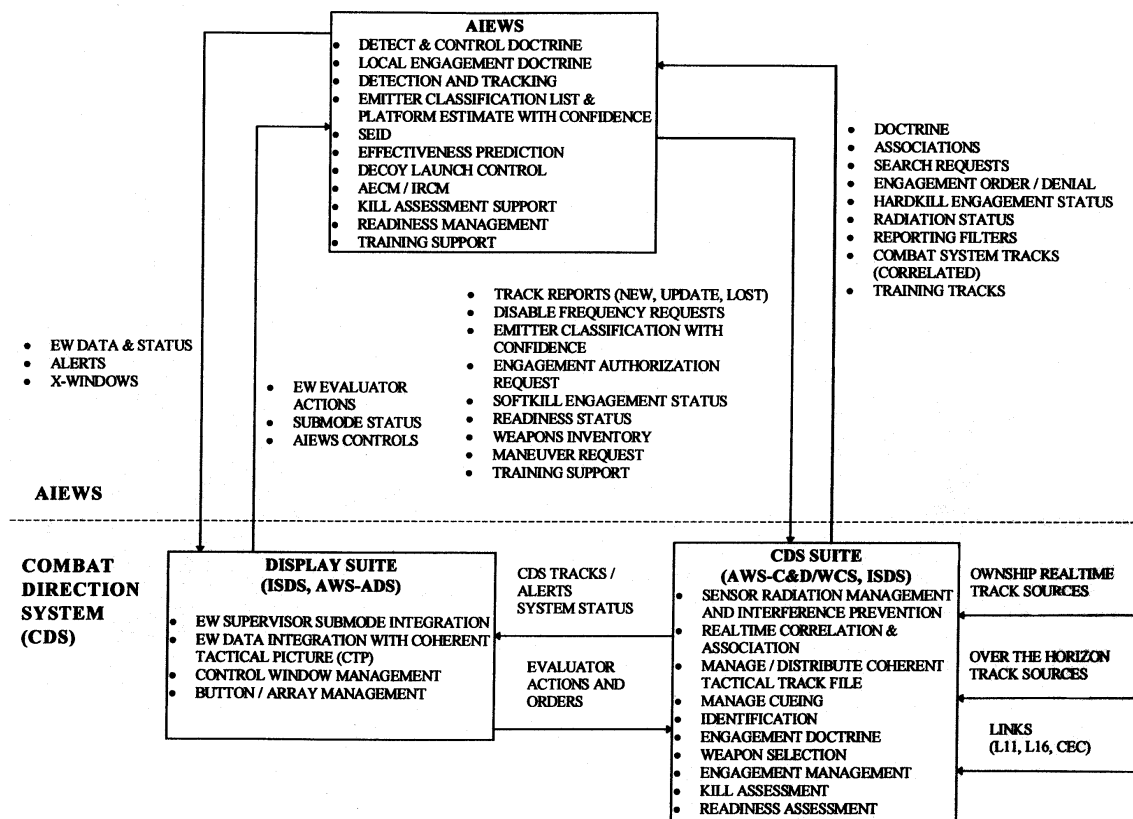 AIEWS
• DETECT & CONTROL DOCTRINE
• LOCAL ENGAGEMENT DOCTRINE
• DETECTION AND TRACKING
• EMITTER CLASSIFICATION LIST &
PLATFORM ESTIMATE WITH CONFIDENCE
• SEID
• EFFECTIVENESS PREDICTION
• DECOY LAUNCH CONTROL
• AECM / IRCM
• KILL ASSESSMENT SUPPORT
• READINESS MANAGEMENT
• TRAINING SUPPORT
• DOCTRINE
• ASSOCIATIONS
• SEARCH REQUESTS
• ENGAGEMENT ORDER / DENIAL
• HARDKILL ENGAGEMENT STATUS
• RADIATION STATUS
• REPORTING FILTERS
• COMBAT SYSTEM TRACKS
(CORRELATED)
• TRAINING TRACKS
• EW DATA & STATUS
• ALERTS
• X-WINDOWS
• EW EVALUATOR
ACTIONS
• SUBMODE STATUS
• AIEWS CONTROLS
• TRACK REPORTS (NEW, UPDATE, LOST)
• DISABLE FREQUENCY REQUESTS
• EMITTER CLASSIFICATION WITH
CONFIDENCE
• ENGAGEMENT AUTHORIZATION
REQUEST
• SOFTKILL ENGAGEMENT STATUS
• READINESS STATUS
• WEAPONS INVENTORY
• MANEUVER REQUEST
• TRAINING SUPPORT
AIEWS
COMBAT
DIRECTION
SYSTEM
(CDS)
DISPLAY SUITE
(ISDS, AWS-ADS)
• EW SUPERVISOR SUBMODE INTEGRATION
• EW DATA INTEGRATION WITH COHERENT
TACTICAL PICTURE (CTP)
• CONTROL WINDOW MANAGEMENT
• BUTTON / ARRAY MANAGEMENT
CDS TRACKS /
ALERTS
SYSTEM STATUS
EVALUATOR
ACTIONS AND
ORDERS
CDS SUITE
(AWS-C&D/WCS, ISDS)
• SENSOR RADIATION MANAGEMENT
AND INTERFERENCE PREVENTION
• REALTIME CORRELATION &
ASSOCIATION
• MANAGE / DISTRIBUTE COHERENT
TACTICAL TRACK FILE
• MANAGE CUEING
• IDENTIFICATION
• ENGAGEMENT DOCTRINE
• WEAPON SELECTION
• ENGAGEMENT MANAGEMENT
• KILL ASSESSMENT
• READINESS ASSESSMENT
OWNSHIP REALTIME
TRACK SOURCES
OVER THE HORIZON
TRACK SOURCES
LINKS
(L11, L16, CEC)